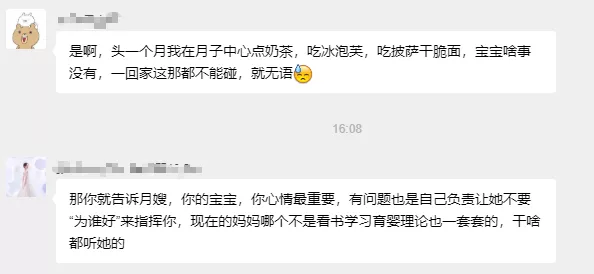 是啊，头一个月我在月子中心点奶茶，
吃冰泡芙，吃披萨干脆面，宝宝啥事
没有，一回家这那都不能碰，就无语
16:08
那你就告诉月嫂，你的宝宝，你心情最重要，有问题也是自己负责让她不要
“为谁好”来指挥你，现在的妈妈哪个不是看书学习育婴理论也一套套的，干啥
都听她的